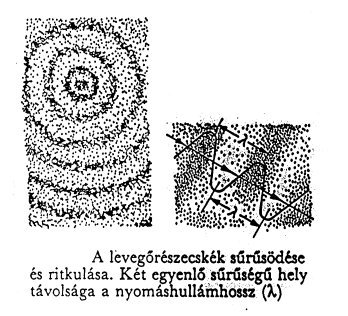 λ
λ
A levegőrészecskék sűrűsödése
és ritkulása. Két egyenlő sűrűségű hely
távolsága a nyomáshullámhossz (λ)